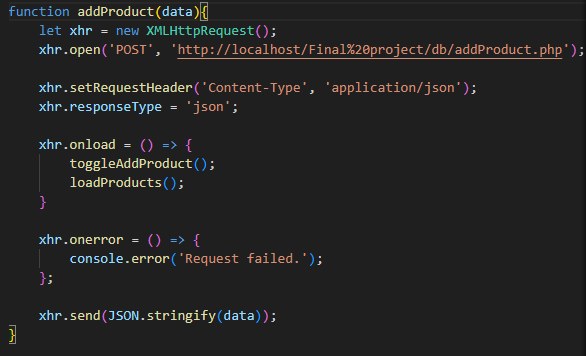 function addProduct(data){
let xhr = new XMLHttpRequest();
xhr.open('POST', 'http://localhost/Final%20project/db/addProduct.php');
xhr.setRequestHeader('Content-Type', 'application/json');
xhr.responseType = 'json';
xhr.onload = () => {
toggleAddProduct();
loadProducts();
}
xhr.onerror = () => {
console.error('Request failed.');
};
xhr.send(JSON.stringify(data));
}